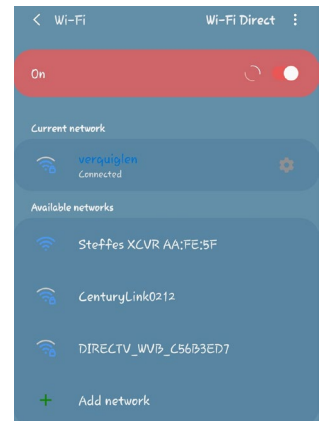 Wi-Fi Wi-Fi Direct
On
Current network
verquiglen
Connected
Available networks
Steffes XCVR AA:FE:5F
CenturyLink0212
DIRECTV_WVB_C56B3ED7
Add network